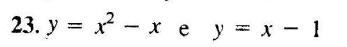 23. y = x² − x e y = x − 1